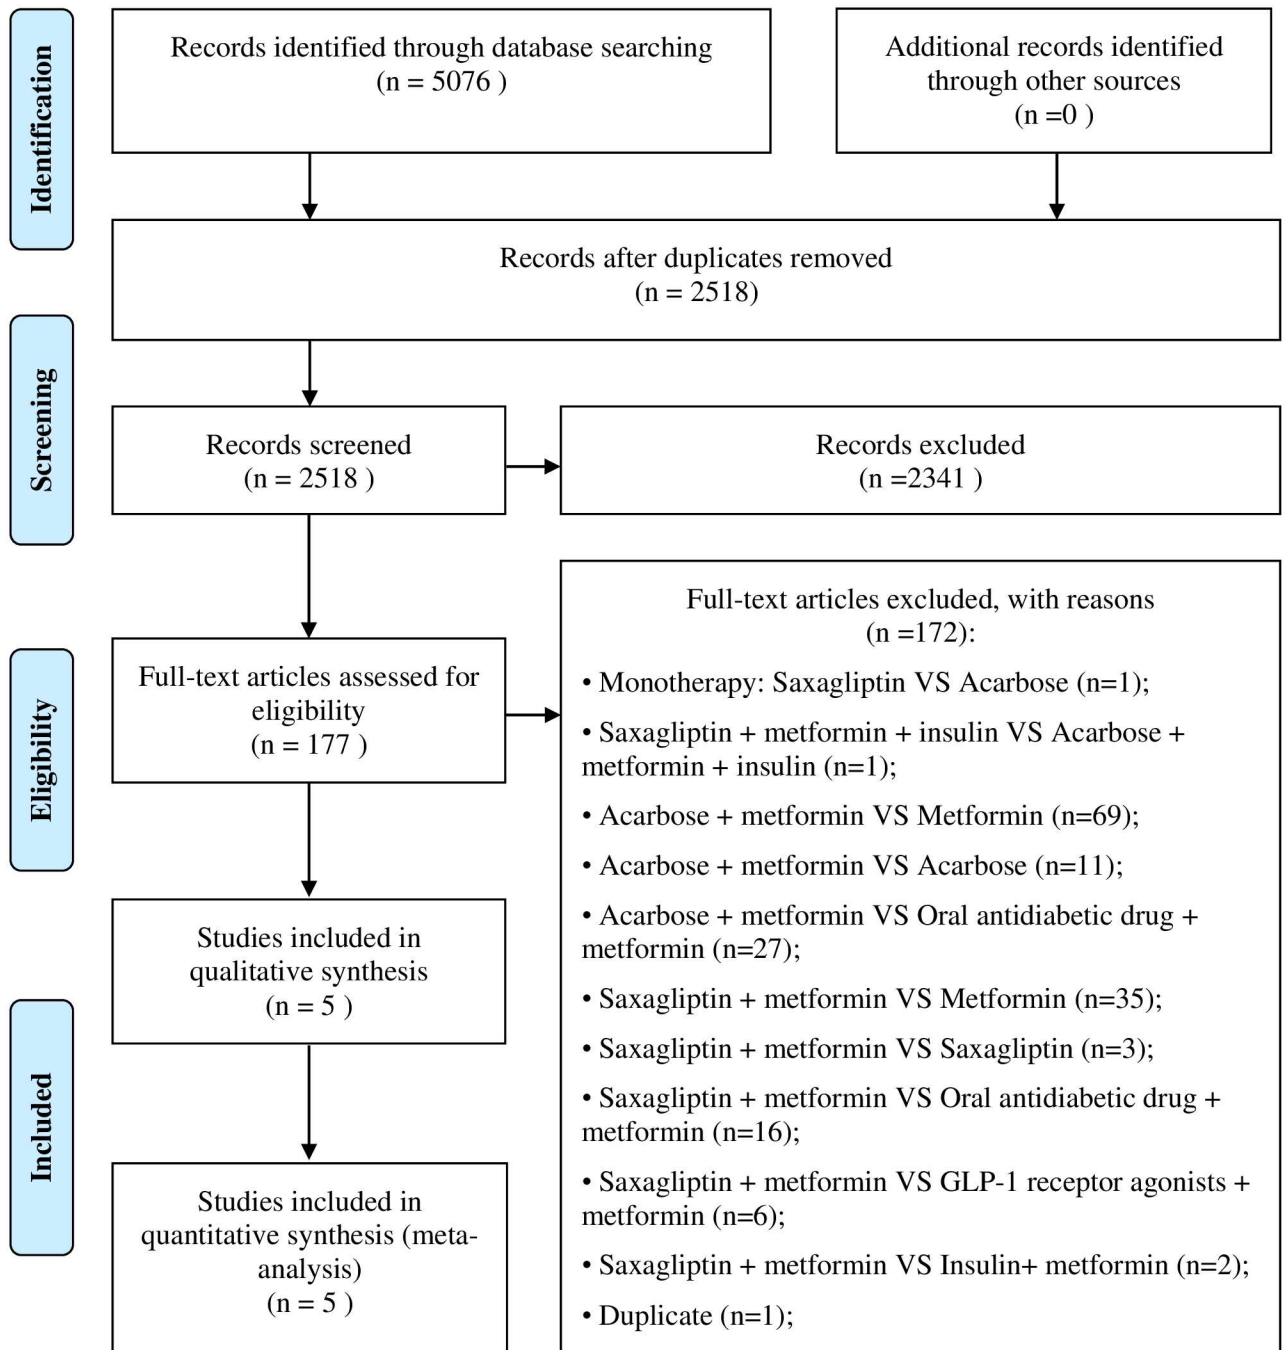 Identification
Records identified through database searching
(n = 5076 )
Additional records identified
through other sources
(n =0 )
Records after duplicates removed
(n = 2518)
Screening
Records screened
(n = 2518 )
Records excluded
(n =2341 )
Eligibility
Full-text articles assessed for
eligibility
(n = 177 )
Full-text articles excluded, with reasons
(n =172):
• Monotherapy: Saxagliptin VS Acarbose (n=1);
• Saxagliptin + metformin + insulin VS Acarbose +
metformin + insulin (n=1);
• Acarbose + metformin VS Metformin (n=69);
• Acarbose + metformin VS Acarbose (n=11);
• Acarbose + metformin VS Oral antidiabetic drug +
metformin (n=27);
• Saxagliptin + metformin VS Metformin (n=35);
• Saxagliptin + metformin VS Saxagliptin (n=3);
• Saxagliptin + metformin VS Oral antidiabetic drug +
metformin (n=16);
• Saxagliptin + metformin VS GLP-1 receptor agonists +
metformin (n=6);
• Saxagliptin + metformin VS Insulin+ metformin (n=2);
• Duplicate (n=1);
Included
Studies included in
qualitative synthesis
(n = 5 )
Studies included in
quantitative synthesis (meta-
analysis)
(n = 5 )